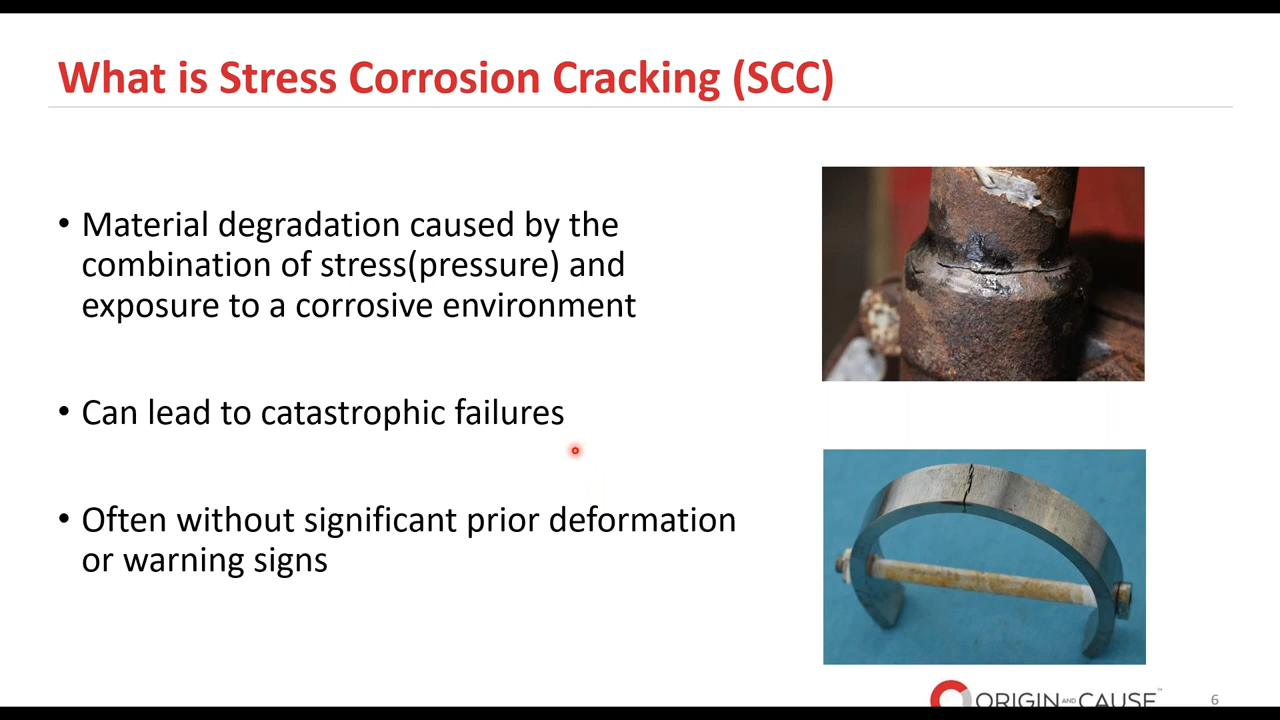 What is Stress Corrosion Cracking (SCC)
• Material degradation caused by the
combination of stress(pressure) and
exposure to a corrosive environment
• Can lead to catastrophic failures
• Often without significant prior deformation
or warning signs
ORIGIN AND CAUSE™
6